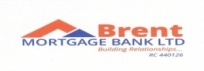 Brent
MORTGAGE BANK LTD
Building Relationships...
RC 440126